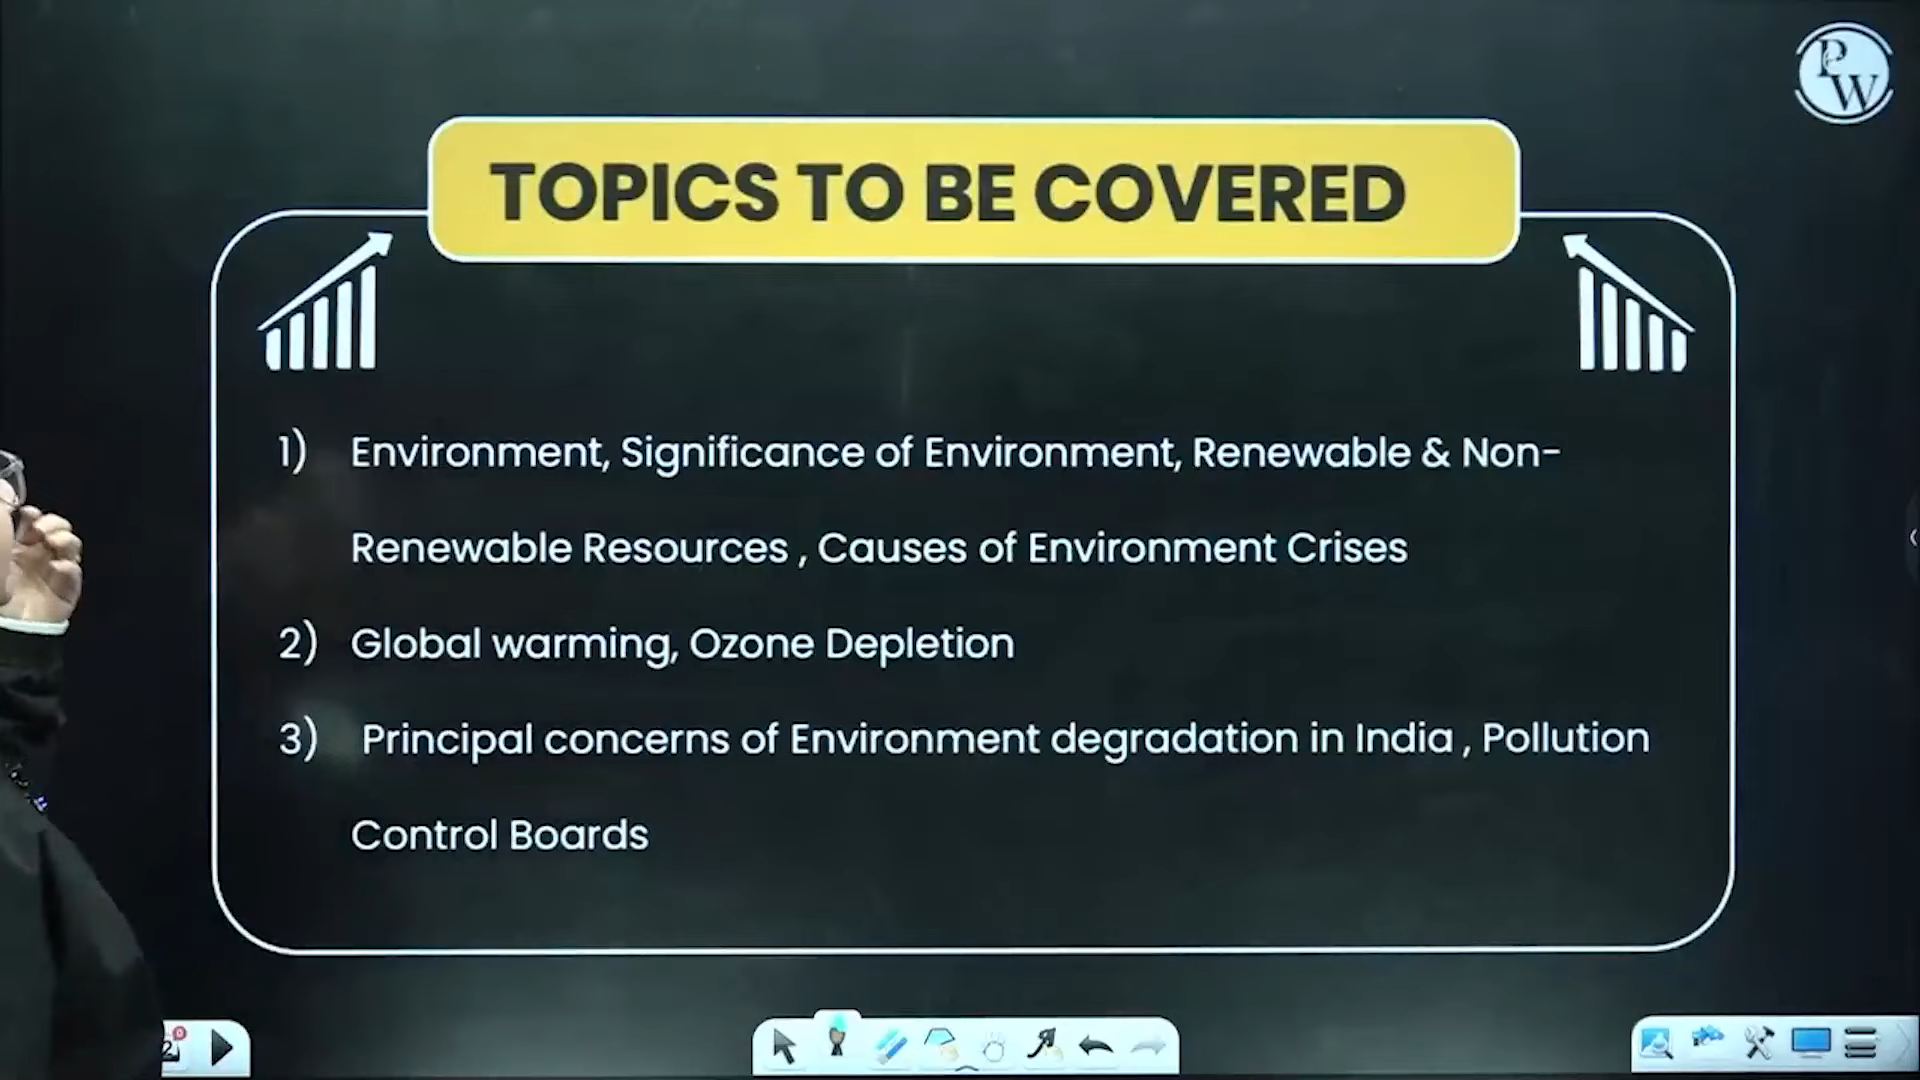 PW
TOPICS TO BE COVERED
1) Environment, Significance of Environment, Renewable & Non-
Renewable Resources , Causes of Environment Crises
2) Global warming, Ozone Depletion
3) Principal concerns of Environment degradation in India , Pollution
Control Boards